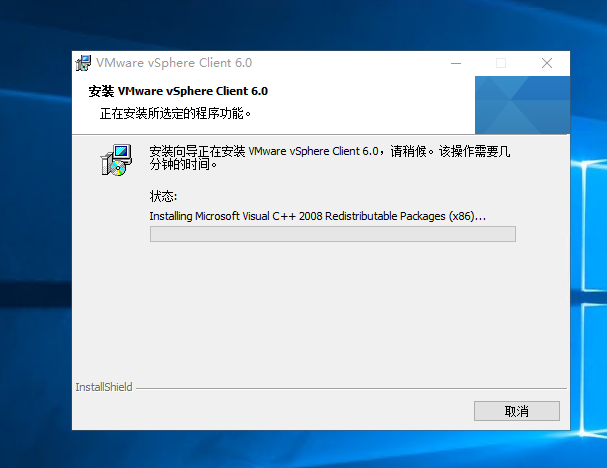 VMware vSphere Client 6.0
安装 VMware vSphere Client 6.0
正在安装所选定的程序功能。
安装向导正在安装 VMware vSphere Client 6.0，请稍候。该操作需要几
分钟的时间。
状态:
Installing Microsoft Visual C++ 2008 Redistributable Packages (x86)...
InstallShield
取消